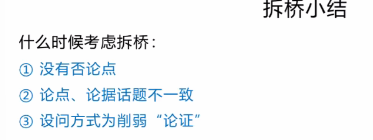 拆桥小结
什么时候考虑拆桥：
① 没有否论点
② 论点、论据话题不一致
③ 设问方式为削弱“论证”